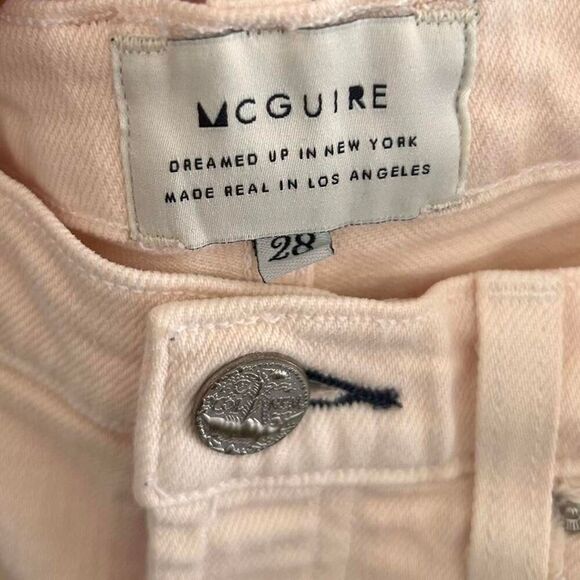 MCGUIRE
DREAMED UP IN NEW YORK
MADE REAL IN LOS ANGELES
28